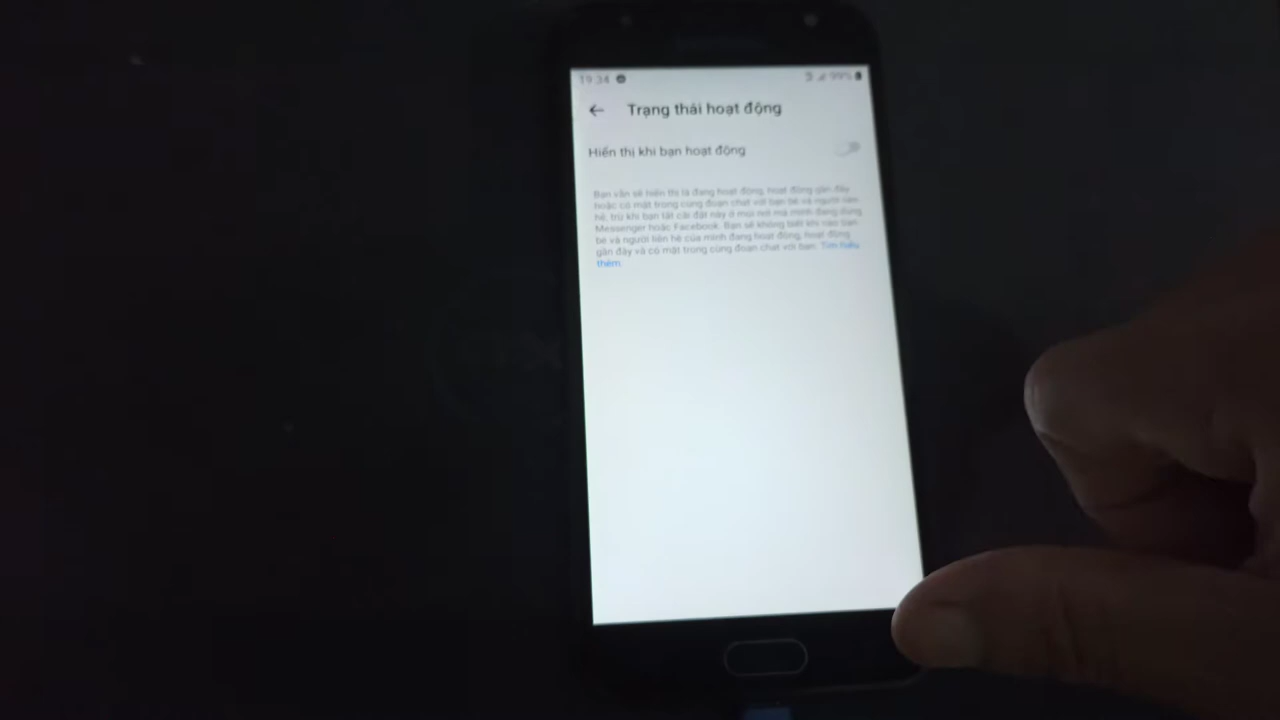 19:34 99%
Trạng thái hoạt động
Hiển thị khi bạn hoạt động
Bạn vẫn sẽ hiển thị là đang hoạt động, hoạt động gần đây
hoặc có mặt trong cùng đoạn chat với bạn bè và người liên
hệ, trừ khi bạn tắt cài đặt này ở mọi nơi mà mình đang dùng
Messenger hoặc Facebook. Bạn sẽ không biết khi nào bạn
bè và người liên hệ của mình đang hoạt động, hoạt động
gần đây và có mặt trong cùng đoạn chat với bạn. Tìm hiểu
thêm